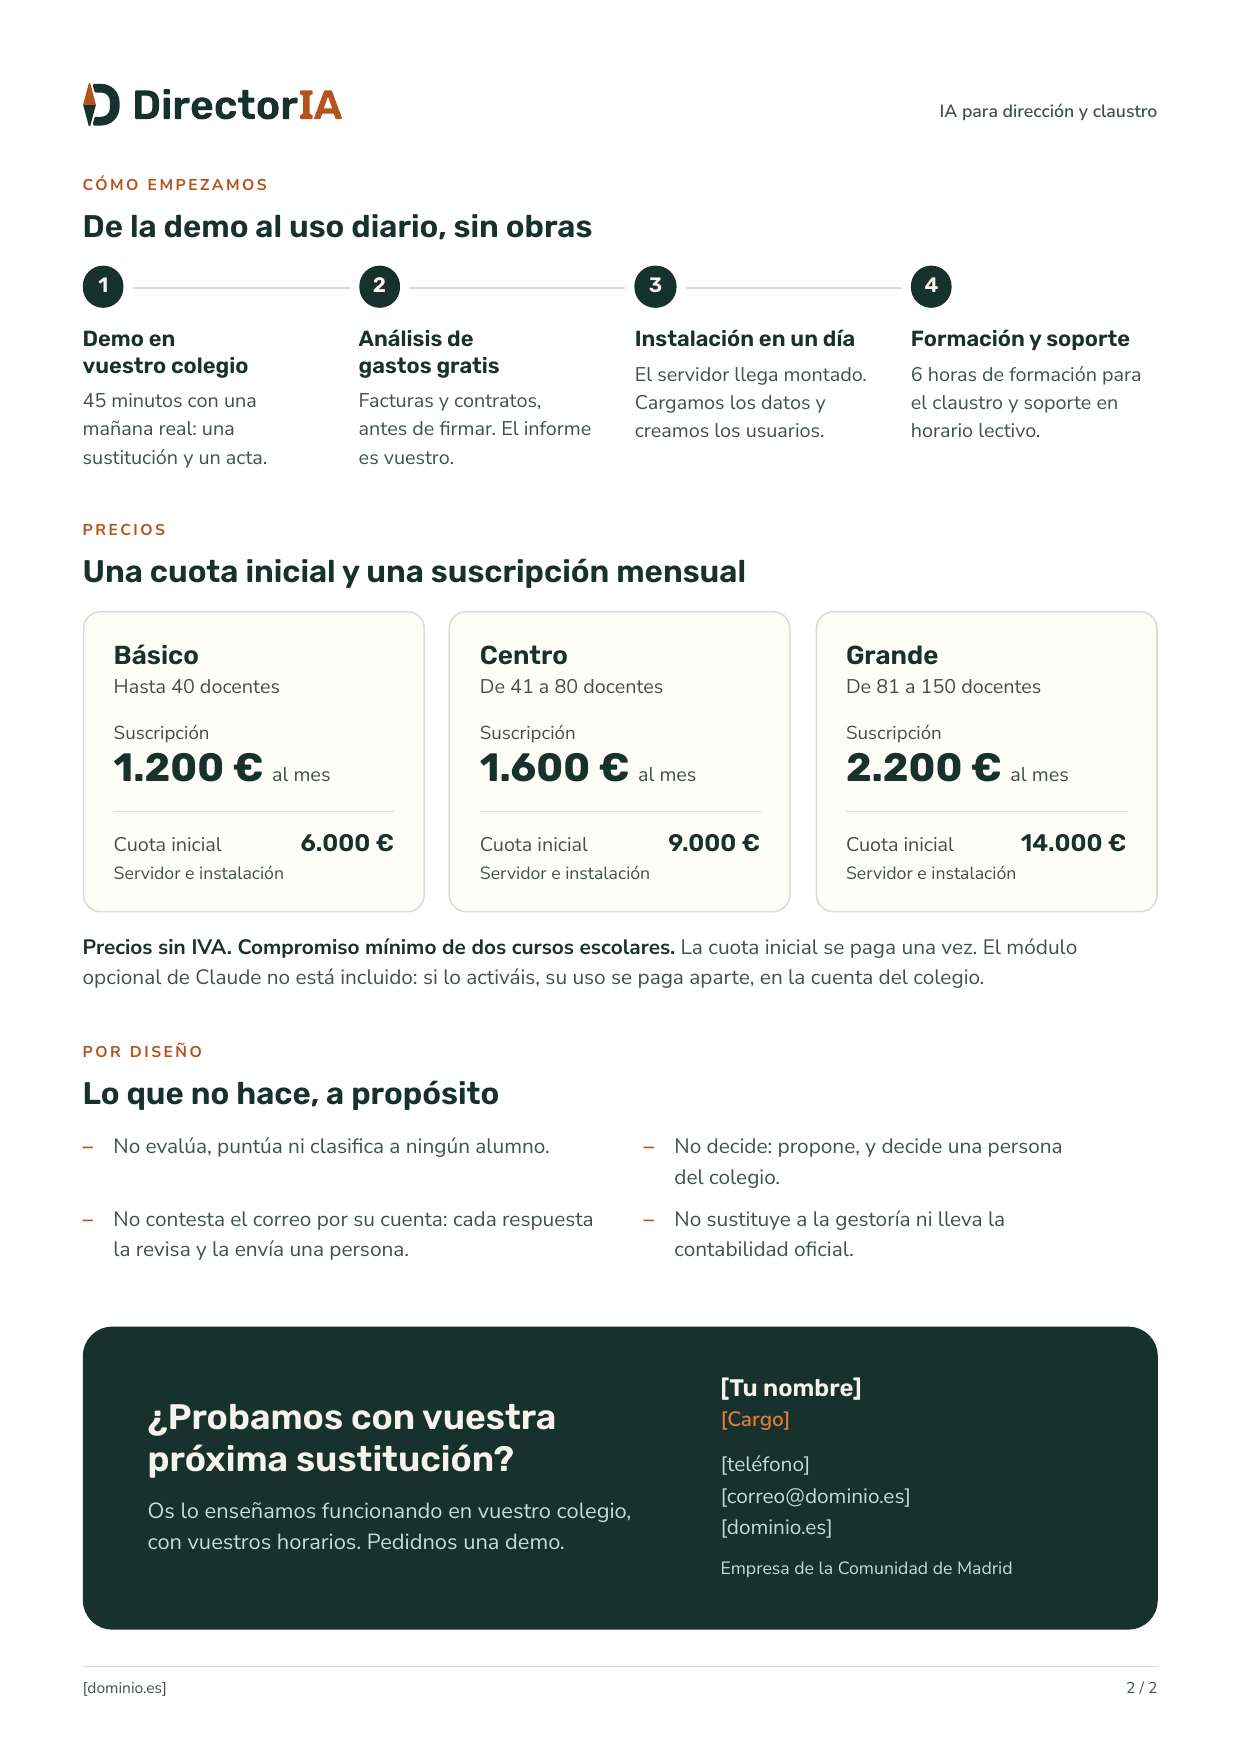 DirectorIA
IA para dirección y claustro
CÓMO EMPEZAMOS
De la demo al uso diario, sin obras
1
2
3
4
Demo en
vuestro colegio
45 minutos con una
mañana real: una
sustitución y un acta.
Análisis de
gastos gratis
Facturas y contratos,
antes de firmar. El informe
es vuestro.
Instalación en un día
El servidor llega montado.
Cargamos los datos y
creamos los usuarios.
Formación y soporte
6 horas de formación para
el claustro y soporte en
horario lectivo.
PRECIOS
Una cuota inicial y una suscripción mensual
Básico
Hasta 40 docentes
Suscripción
1.200 € al mes
Cuota inicial 6.000 €
Servidor e instalación
Centro
De 41 a 80 docentes
Suscripción
1.600 € al mes
Cuota inicial 9.000 €
Servidor e instalación
Grande
De 81 a 150 docentes
Suscripción
2.200 € al mes
Cuota inicial 14.000 €
Servidor e instalación
Precios sin IVA. Compromiso mínimo de dos cursos escolares. La cuota inicial se paga una vez. El módulo
opcional de Claude no está incluido: si lo activáis, su uso se paga aparte, en la cuenta del colegio.
POR DISEÑO
Lo que no hace, a propósito
– No evalúa, puntúa ni clasifica a ningún alumno.
– No decide: propone, y decide una persona
del colegio.
– No contesta el correo por su cuenta: cada respuesta
la revisa y la envía una persona.
– No sustituye a la gestoría ni lleva la
contabilidad oficial.
¿Probamos con vuestra
próxima sustitución?
Os lo enseñamos funcionando en vuestro colegio,
con vuestros horarios. Pedidnos una demo.
[Tu nombre]
[Cargo]
[teléfono]
[correo@dominio.es]
[dominio.es]
Empresa de la Comunidad de Madrid
[dominio.es]
2 / 2